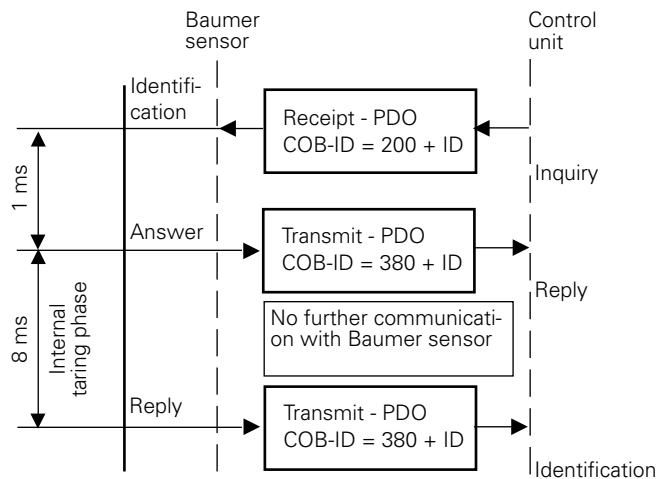 Baumer
sensor
Control
unit
Identifi-
cation
Receipt - PDO
COB-ID = 200 + ID
1 ms
Inquiry
Answer
Transmit - PDO
COB-ID = 380 + ID
Reply
8 ms
Internal
taring phase
No further communicati-
on with Baumer sensor
Reply
Transmit - PDO
COB-ID = 380 + ID
Identification